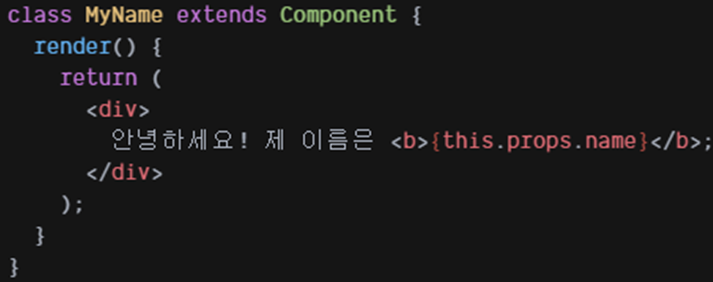 class MyName extends Component {
render() {
return (
<div>
안녕하세요! 제 이름은 <b>{this.props.name}</b>;
</div>
);
}
}